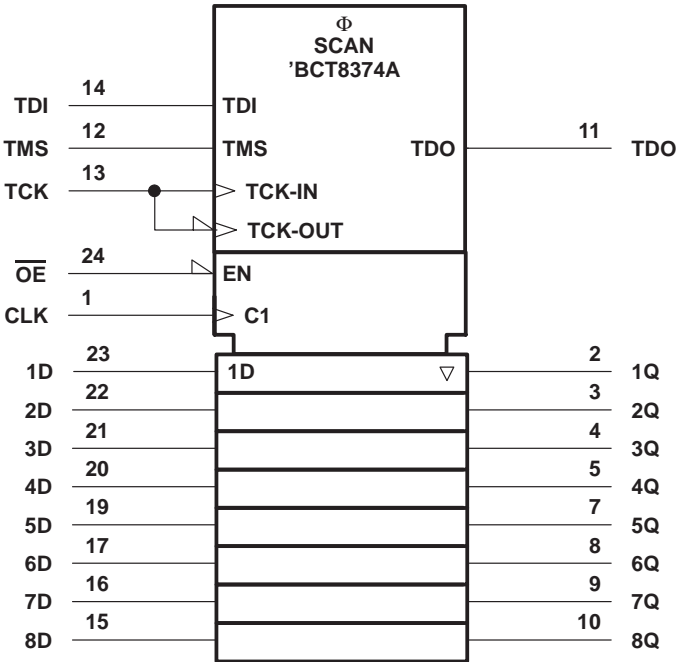 Φ
SCAN
'BCT8374A
14
TDI TDI
12 11
TMS TMS TDO TDO
13
TCK TCK-IN
TCK-OUT
24
OE EN
1
CLK C1
23 2
1D 1D 1Q
22 3
2D 2Q
21 4
3D 3Q
20 5
4D 4Q
19 7
5D 5Q
17 8
6D 6Q
16 9
7D 7Q
15 10
8D 8Q